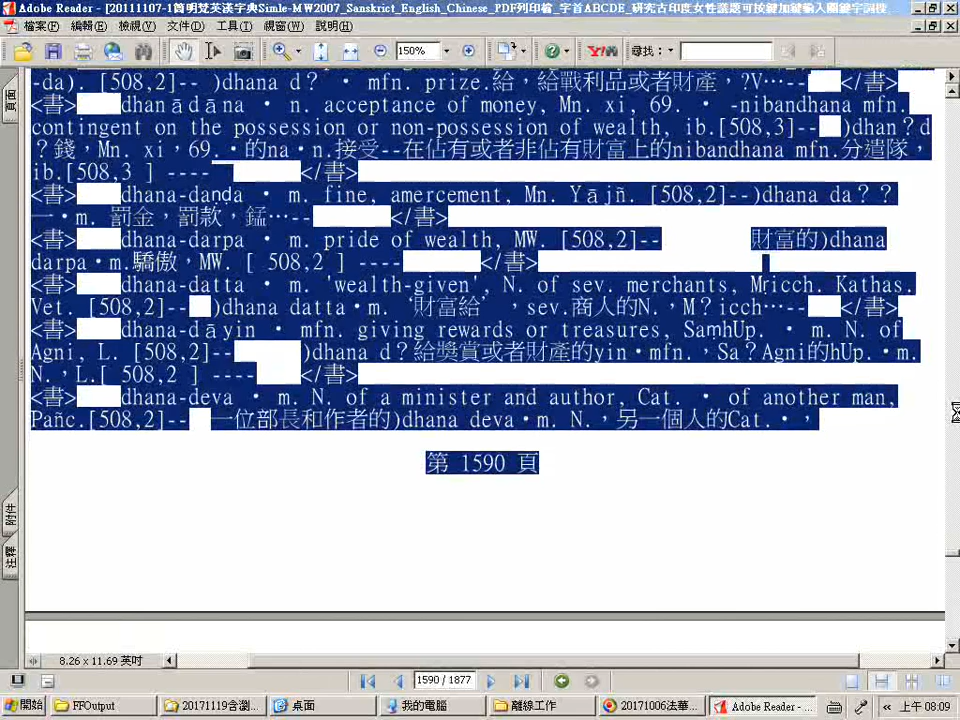 Adobe Reader - [20111107-1簡明梵英漢字典Simle-MW2007_Sanskrict_English_Chinese_PDF列印檔_字首ABCDE_研究古印度女性議題可按鍵加鍵輸入關鍵字詞搜
檔案(F) 編輯(E) 檢視(V) 文件(D) 工具(T) 視窗(W) 說明(H)
150% Y! 尋找:
頁面
-da). [508,2]-- )dhana d? • mfn. prize.給，給戰利品或者財產，?V…-- </書>
<書> dhanādāna • n. acceptance of money, Mn. xi, 69. • -nibandhana mfn.
contingent on the possession or non-possession of wealth, ib.[508,3]-- )dhan?d
?錢，Mn. xi，69.•的na•n.接受--在佔有或者非佔有財富上的nibandhana mfn.分遣隊，
ib.[508,3 ] ---- </書>
<書> dhana-daṇḍa • m. fine, amercement, Mn. Yājñ. [508,2]--)dhana da??
一•m. 罰金，罰款，錳…-- </書>
<書> dhana-darpa • m. pride of wealth, MW. [508,2]-- 財富的)dhana
darpa•m.驕傲，MW. [ 508,2 ] ---- </書>
<書> dhana-datta • m. 'wealth-given', N. of sev. merchants, Mṛicch. Kathas.
Vet. [508,2]-- )dhana datta•m. '財富給' ，sev.商人的N.，M?icch…-- </書>
<書> dhana-dāyin • mfn. giving rewards or treasures, SaṃhUp. • m. N. of
Agni, L. [508,2]-- )dhana d?給獎賞或者財產的yin•mfn.，Sa?Agni的hUp.•m.
N.，L.[ 508,2 ] ---- </書>
<書> dhana-deva • m. N. of a minister and author, Cat. • of another man,
Pañc.[508,2]-- 一位部長和作者的)dhana deva•m. N.，另一個人的Cat.•，
第 1590 頁
附件
注釋
8.26 x 11.69 英吋
1590 / 1877
開始 FFOutput 20171119含瀏... 桌面 我的電腦 離線工作 20171006法華... Adobe Reader - ... « 上午 08:09